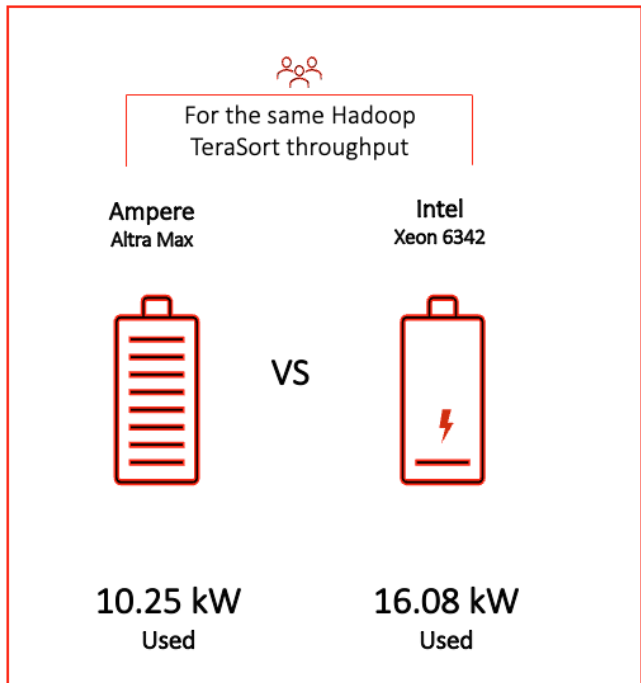 For the same Hadoop
TeraSort throughput
Ampere
Altra Max
Intel
Xeon 6342
VS
10.25 kW
Used
16.08 kW
Used